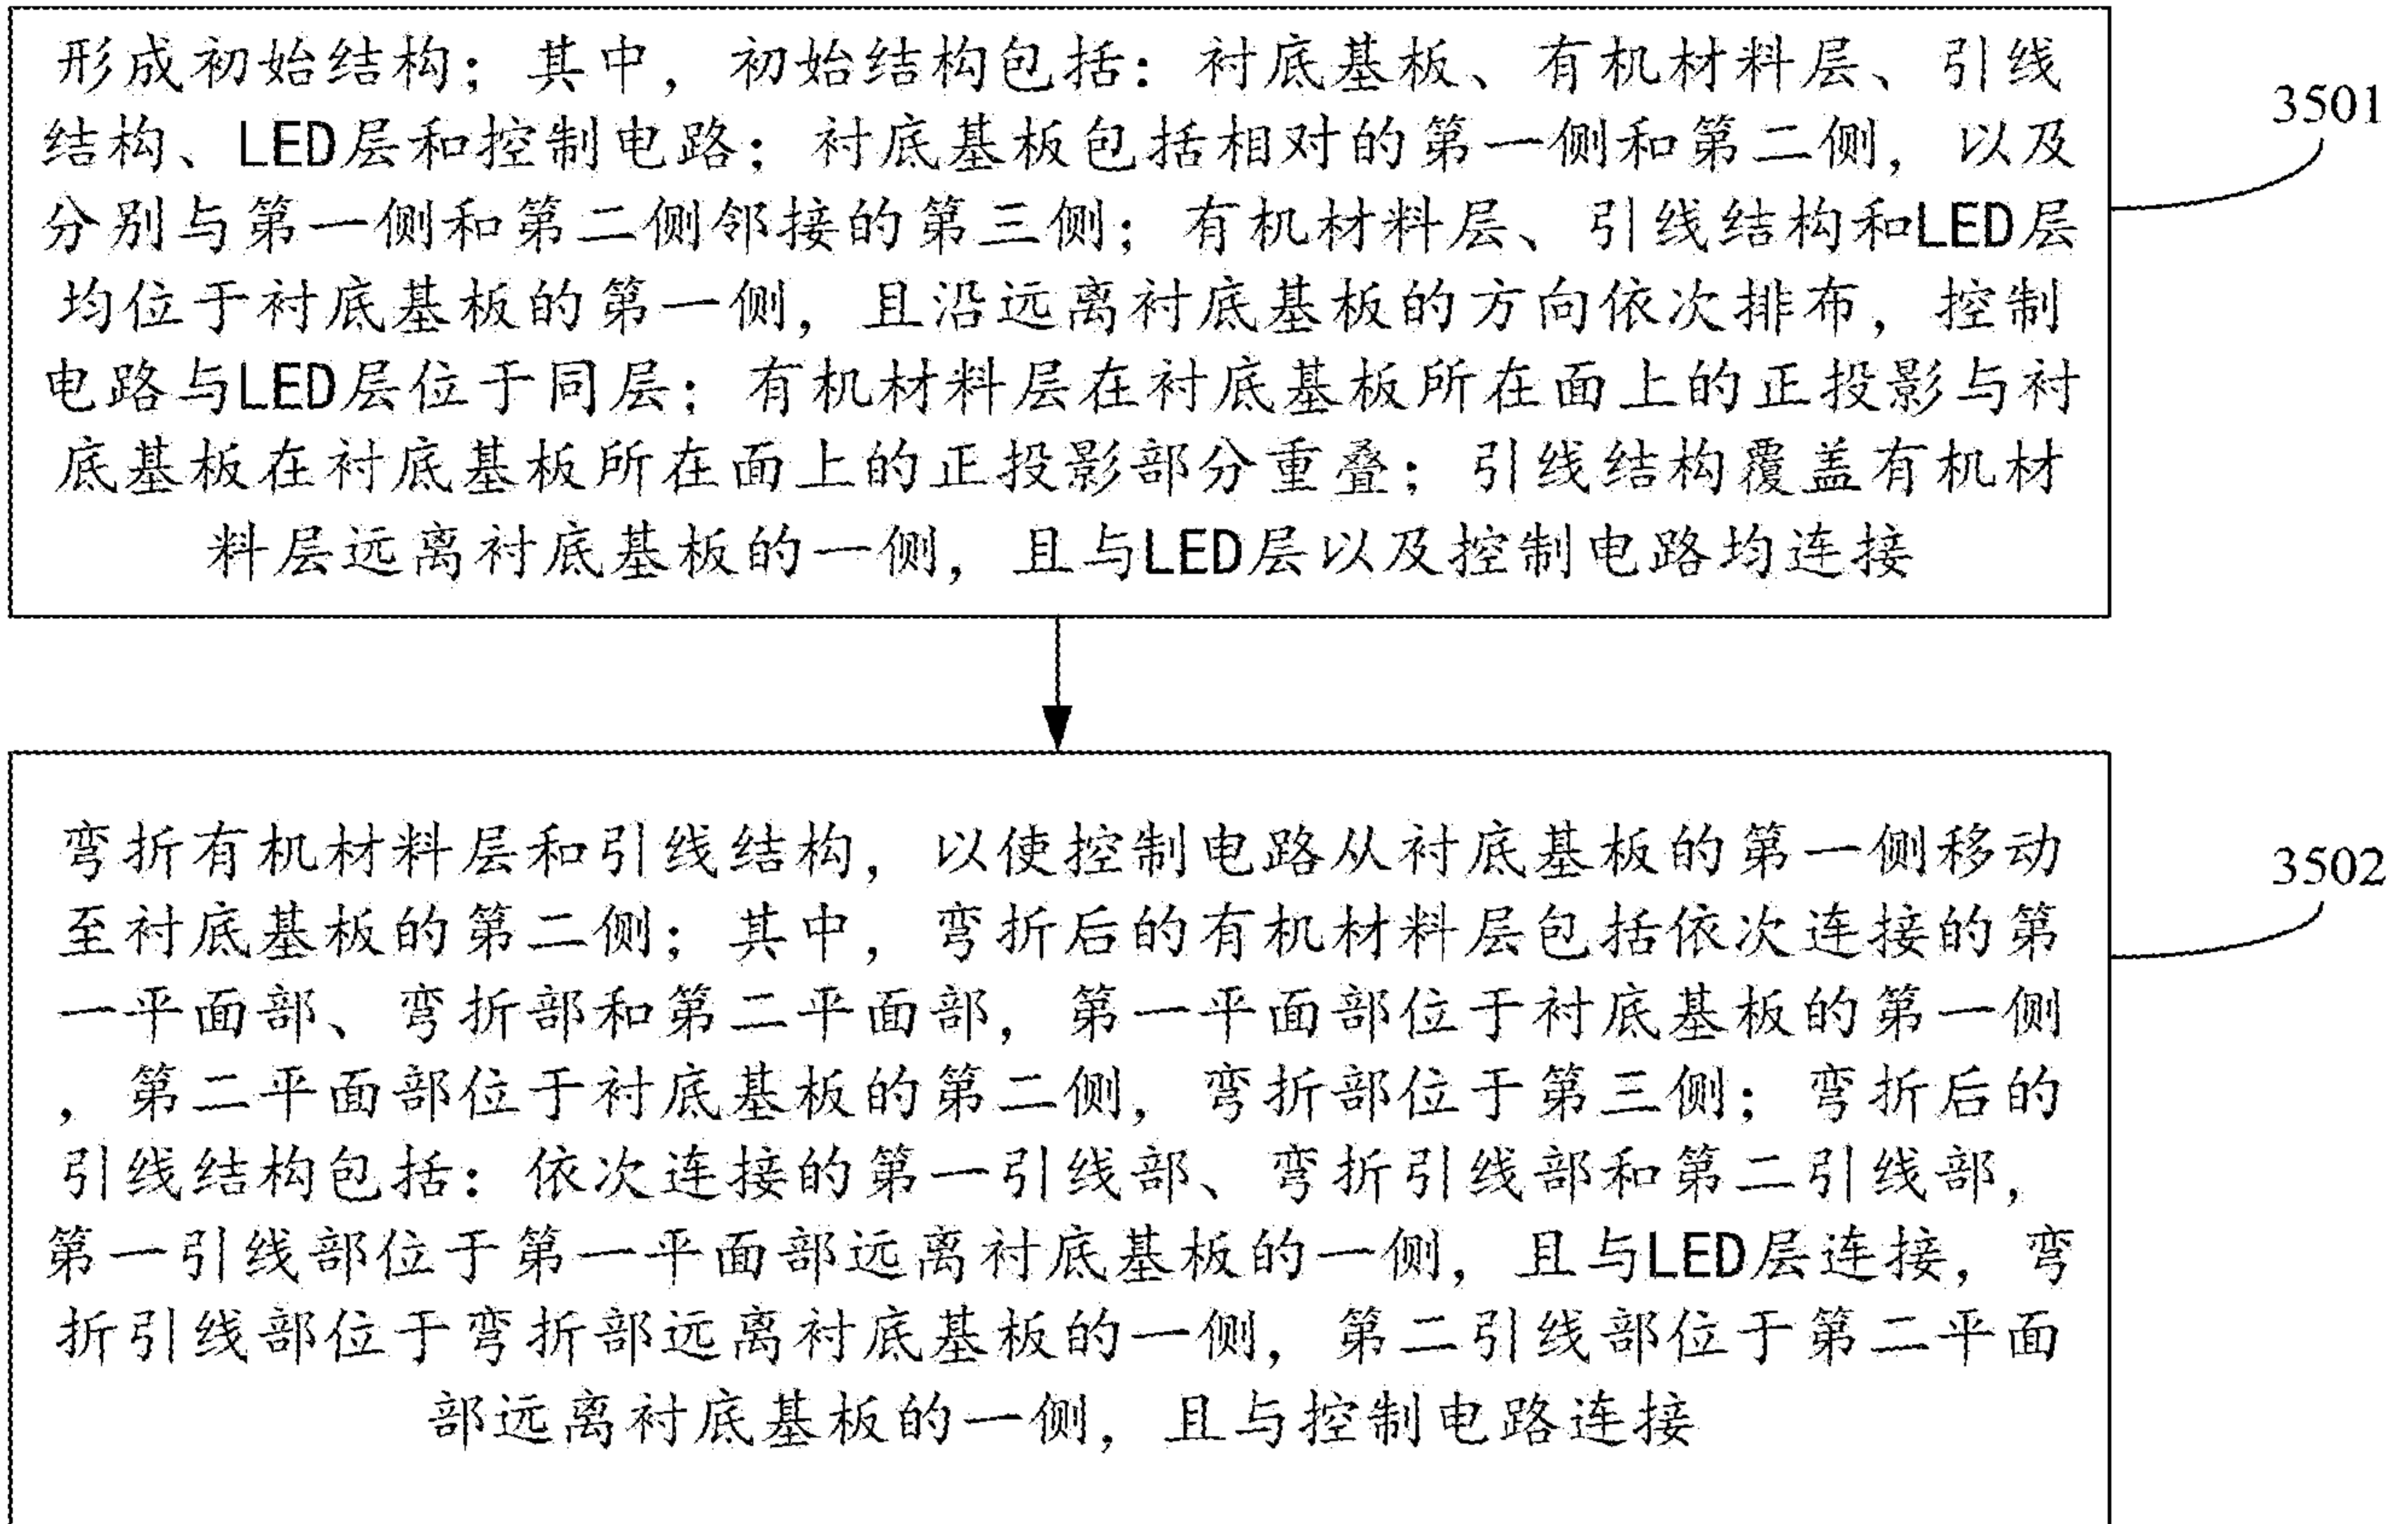 形成初始结构；其中，初始结构包括：衬底基板、有机材料层、引线
结构、LED层和控制电路；衬底基板包括相对的第一侧和第二侧，以及
分别与第一侧和第二侧邻接的第三侧；有机材料层、引线结构和LED层
均位于衬底基板的第一侧，且沿远离衬底基板的方向依次排布，控制
电路与LED层位于同层；有机材料层在衬底基板所在面上的正投影与衬
底基板在衬底基板所在面上的正投影部分重叠；引线结构覆盖有机材
料层远离衬底基板的一侧，且与LED层以及控制电路均连接
3501
弯折有机材料层和引线结构，以使控制电路从衬底基板的第一侧移动
至衬底基板的第二侧；其中，弯折后的有机材料层包括依次连接的第
一平面部、弯折部和第二平面部，第一平面部位于衬底基板的第一侧
，第二平面部位于衬底基板的第二侧，弯折部位于第三侧；弯折后的
引线结构包括：依次连接的第一引线部、弯折引线部和第二引线部，
第一引线部位于第一平面部远离衬底基板的一侧，且与LED层连接，弯
折引线部位于弯折部远离衬底基板的一侧，第二引线部位于第二平面
部远离衬底基板的一侧，且与控制电路连接
3502